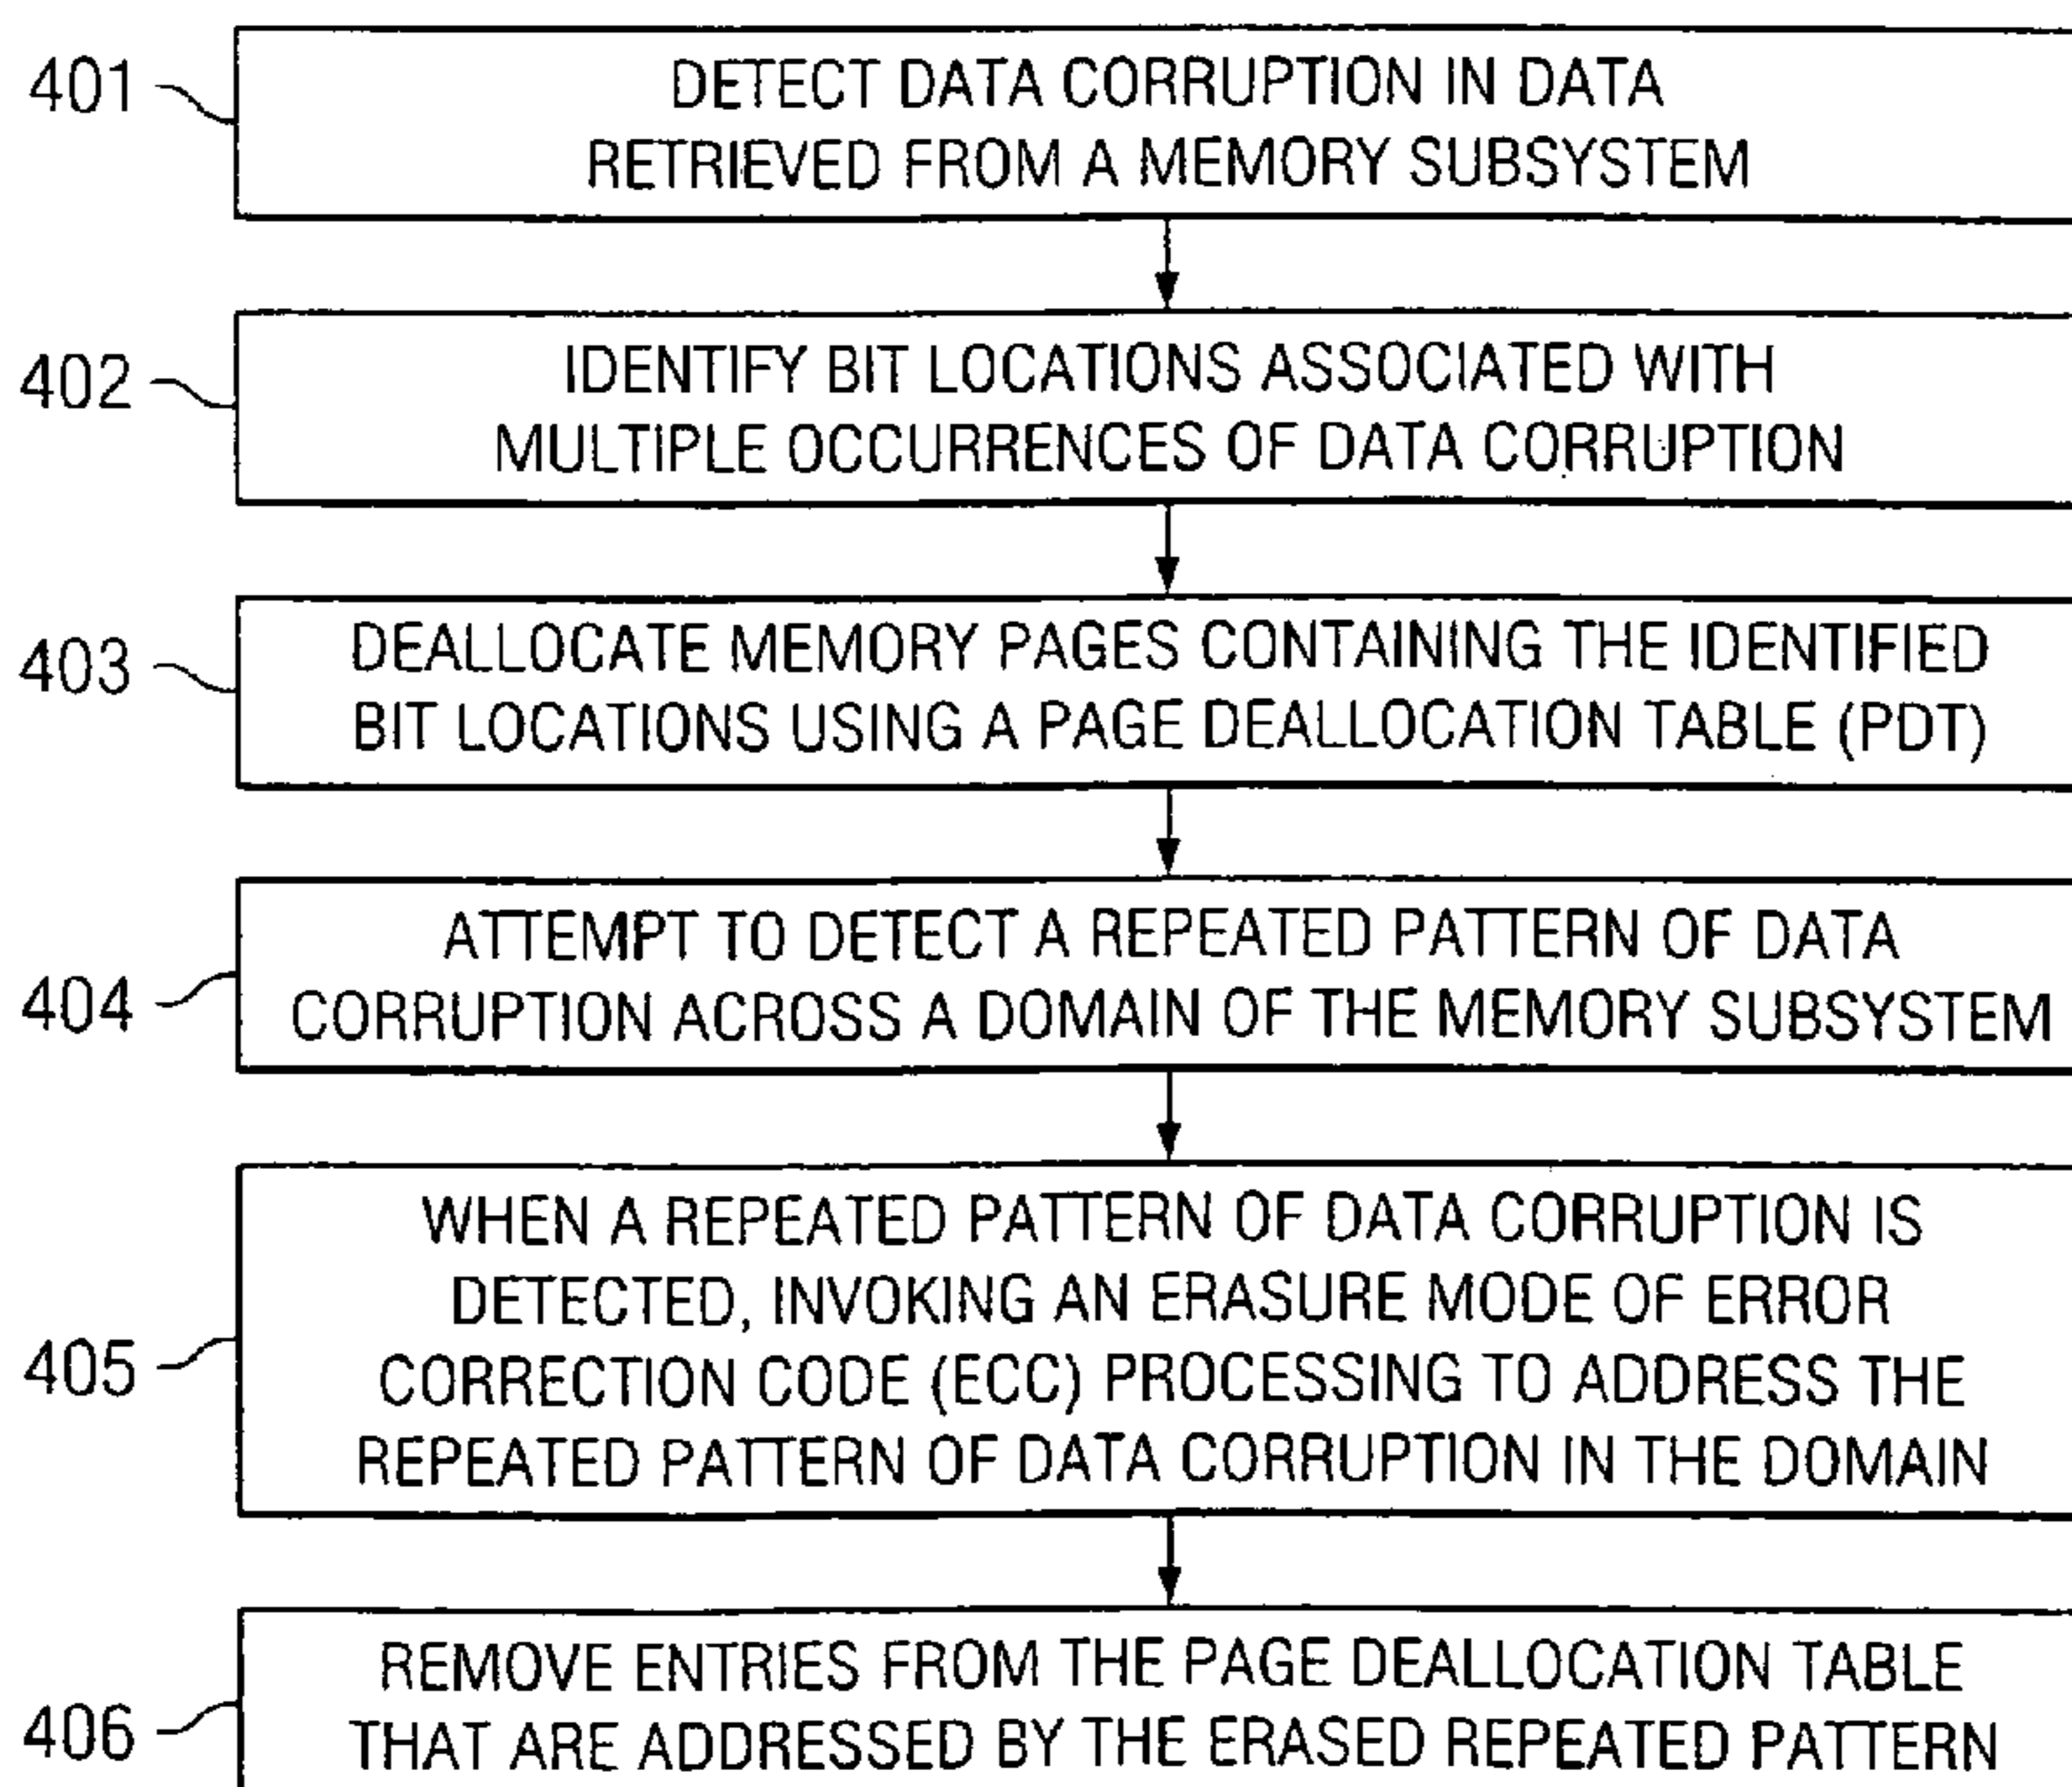 401
DETECT DATA CORRUPTION IN DATA
RETRIEVED FROM A MEMORY SUBSYSTEM
402
IDENTIFY BIT LOCATIONS ASSOCIATED WITH
MULTIPLE OCCURRENCES OF DATA CORRUPTION
403
DEALLOCATE MEMORY PAGES CONTAINING THE IDENTIFIED
BIT LOCATIONS USING A PAGE DEALLOCATION TABLE (PDT)
404
ATTEMPT TO DETECT A REPEATED PATTERN OF DATA
CORRUPTION ACROSS A DOMAIN OF THE MEMORY SUBSYSTEM
405
WHEN A REPEATED PATTERN OF DATA CORRUPTION IS
DETECTED, INVOKING AN ERASURE MODE OF ERROR
CORRECTION CODE (ECC) PROCESSING TO ADDRESS THE
REPEATED PATTERN OF DATA CORRUPTION IN THE DOMAIN
406
REMOVE ENTRIES FROM THE PAGE DEALLOCATION TABLE
THAT ARE ADDRESSED BY THE ERASED REPEATED PATTERN